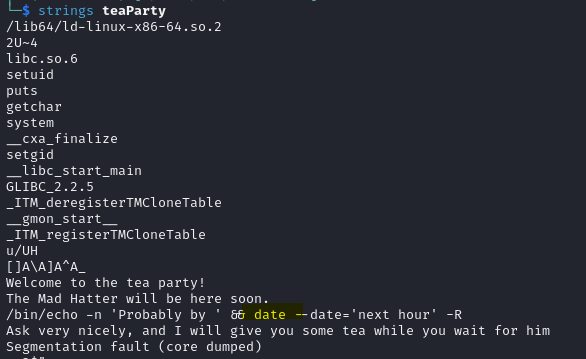 └─$ strings teaParty
/lib64/ld-linux-x86-64.so.2
2U~4
libc.so.6
setuid
puts
getchar
system
__cxa_finalize
setgid
__libc_start_main
GLIBC_2.2.5
_ITM_deregisterTMCloneTable
__gmon_start__
_ITM_registerTMCloneTable
u/UH
[]A\A]A^A_
Welcome to the tea party!
The Mad Hatter will be here soon.
/bin/echo -n 'Probably by ' && date --date='next hour' -R
Ask very nicely, and I will give you some tea while you wait for him
Segmentation fault (core dumped)